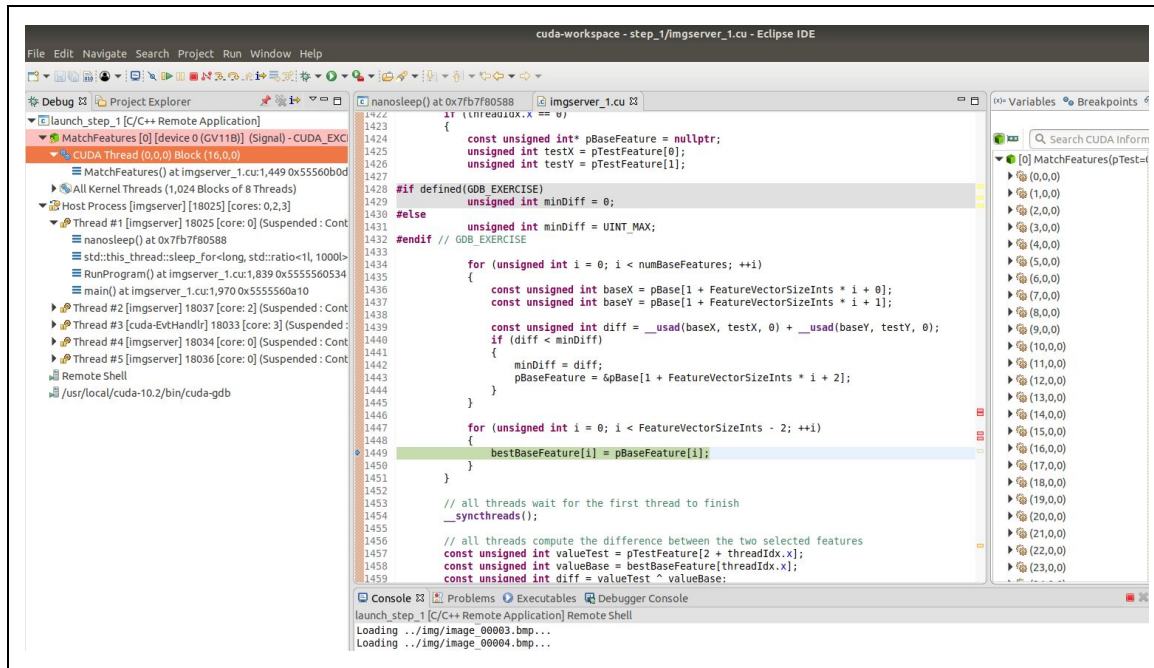 cuda-workspace - step_1/imgserver_1.cu - Eclipse IDE
File Edit Navigate Search Project Run Window Help
Debug Project Explorer
launch_step_1 [C/C++ Remote Application]
MatchFeatures [0] [device 0 (GV11B)] (Signal) - CUDA_EXC
CUDA Thread (0,0,0) Block (16,0,0)
MatchFeatures() at imgserver_1.cu:1,449 0x55560b0d
All Kernel Threads (1,024 Blocks of 8 Threads)
Host Process [imgserver] [18025] [cores: 0,2,3]
Thread #1 [imgserver] 18025 [core: 0] (Suspended : Cont
nanosleep() at 0x7fb7f80588
std::this_thread::sleep_for<long, std::ratio<1l, 1000l>
RunProgram() at imgserver_1.cu:1,839 0x5555560534
main() at imgserver_1.cu:1,970 0x5555560a10
Thread #2 [imgserver] 18037 [core: 2] (Suspended : Cont
Thread #3 [cuda-EvtHandlr] 18033 [core: 3] (Suspended :
Thread #4 [imgserver] 18034 [core: 0] (Suspended : Cont
Thread #5 [imgserver] 18036 [core: 0] (Suspended : Cont
Remote Shell
/usr/local/cuda-10.2/bin/cuda-gdb
nanosleep() at 0x7fb7f80588 imgserver_1.cu
1422 if (threadIdx.x == 0)
1423 {
1424 const unsigned int* pBaseFeature = nullptr;
1425 unsigned int testX = pTestFeature[0];
1426 unsigned int testY = pTestFeature[1];
1427
1428 #if defined(GDB_EXERCISE)
1429 unsigned int minDiff = 0;
1430 #else
1431 unsigned int minDiff = UINT_MAX;
1432 #endif // GDB_EXERCISE
1433
1434 for (unsigned int i = 0; i < numBaseFeatures; ++i)
1435 {
1436 const unsigned int baseX = pBase[1 + FeatureVectorSizeInts * i + 0];
1437 const unsigned int baseY = pBase[1 + FeatureVectorSizeInts * i + 1];
1438
1439 const unsigned int diff = __usad(baseX, testX, 0) + __usad(baseY, testY, 0);
1440 if (diff < minDiff)
1441 {
1442 minDiff = diff;
1443 pBaseFeature = &pBase[1 + FeatureVectorSizeInts * i + 2];
1444 }
1445 }
1446
1447 for (unsigned int i = 0; i < FeatureVectorSizeInts - 2; ++i)
1448 {
1449 bestBaseFeature[i] = pBaseFeature[i];
1450 }
1451 }
1452
1453 // all threads wait for the first thread to finish
1454 __syncthreads();
1455
1456 // all threads compute the difference between the two selected features
1457 const unsigned int valueTest = pTestFeature[2 + threadIdx.x];
1458 const unsigned int valueBase = bestBaseFeature[threadIdx.x];
1459 const unsigned int diff = valueTest ^ valueBase;
Variables Breakpoints
Search CUDA Inform
[0] MatchFeatures(pTest=
(0,0,0)
(1,0,0)
(2,0,0)
(3,0,0)
(4,0,0)
(5,0,0)
(6,0,0)
(7,0,0)
(8,0,0)
(9,0,0)
(10,0,0)
(11,0,0)
(12,0,0)
(13,0,0)
(14,0,0)
(15,0,0)
(16,0,0)
(17,0,0)
(18,0,0)
(19,0,0)
(20,0,0)
(21,0,0)
(22,0,0)
(23,0,0)
Console Problems Executables Debugger Console
launch_step_1 [C/C++ Remote Application] Remote Shell
Loading ../img/image_00003.bmp...
Loading ../img/image_00004.bmp...